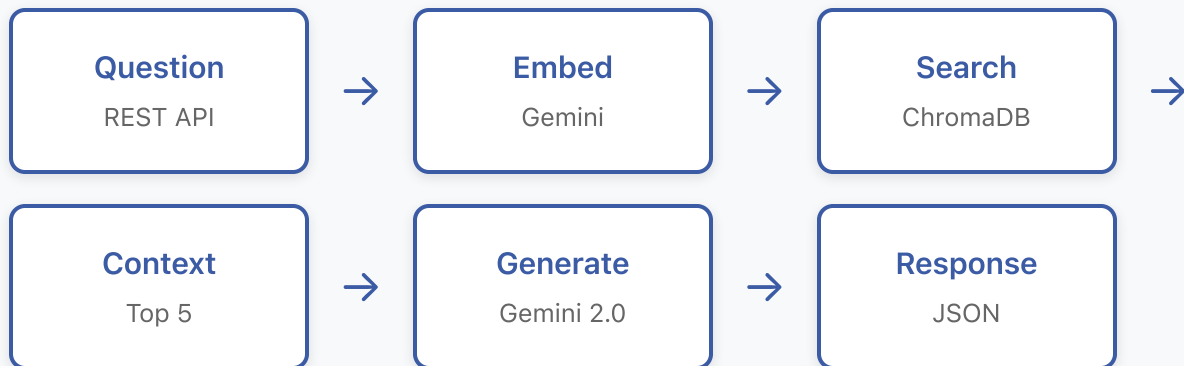 Question
REST API
→
Embed
Gemini
→
Search
ChromaDB
→
Context
Top 5
→
Generate
Gemini 2.0
→
Response
JSON